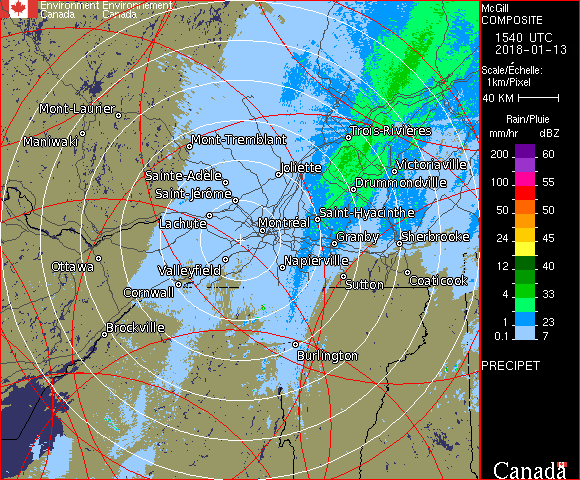 Environment Environnement
Canada Canada
McGill
COMPOSITE
1540 UTC
2018-01-13
Scale/Échelle:
1km/Pixel
40 KM
Rain/Pluie
mm/hr dBZ
200 60
100 55
50 50
24 45
12 40
4 33
1 23
0.1 7
PRECIPET
Canada
Mont-Laurier
Maniwaki
Mont-Tremblant
Trois-Rivières
Joliette
Victoriaville
Sainte-Adèle
Drummondville
Saint-Jérôme
Saint-Hyacinthe
Lachute
Montréal
Granby
Sherbrooke
Ottawa
Valleyfield
Napierville
Sutton
Coaticook
Cornwall
Brockville
Burlington